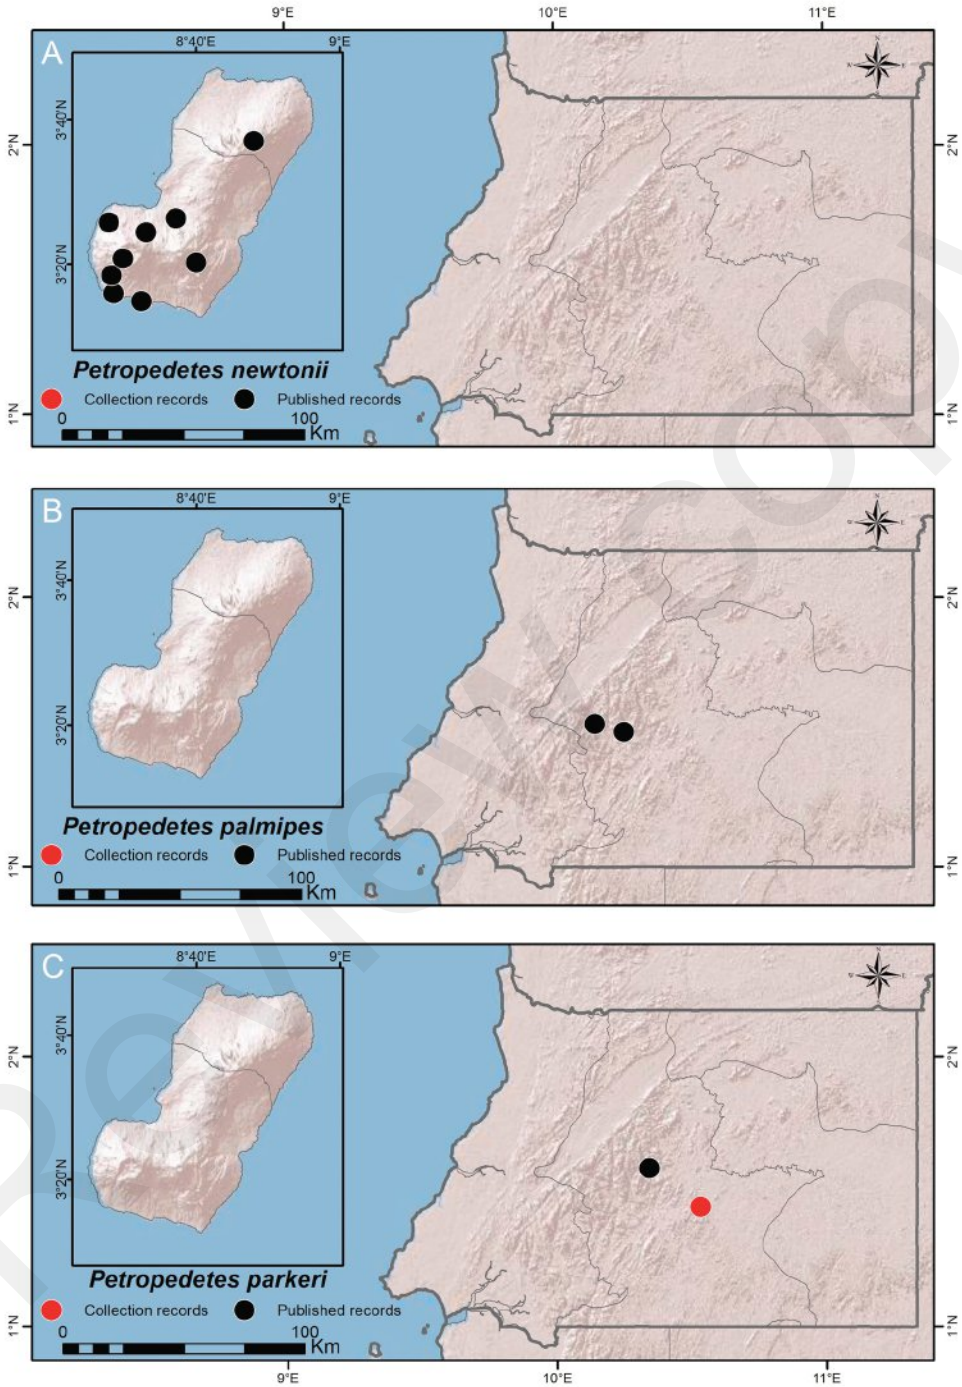 9°E 10°E 11°E
A
8°40'E 9°E
N
W E
3°40'N
2°N 2°N
3°20'N
Petropedetes newtonii
Collection records Published records
0 100
Km
1°N 1°N
B
8°40'E 9°E
N
W E
3°40'N
2°N 2°N
3°20'N
Petropedetes palmipes
Collection records Published records
0 100
Km
1°N 1°N
C
8°40'E 9°E
N
W E
3°40'N
2°N 2°N
3°20'N
Petropedetes parkeri
Collection records Published records
0 100
Km
1°N 1°N
9°E 10°E 11°E
Review copy